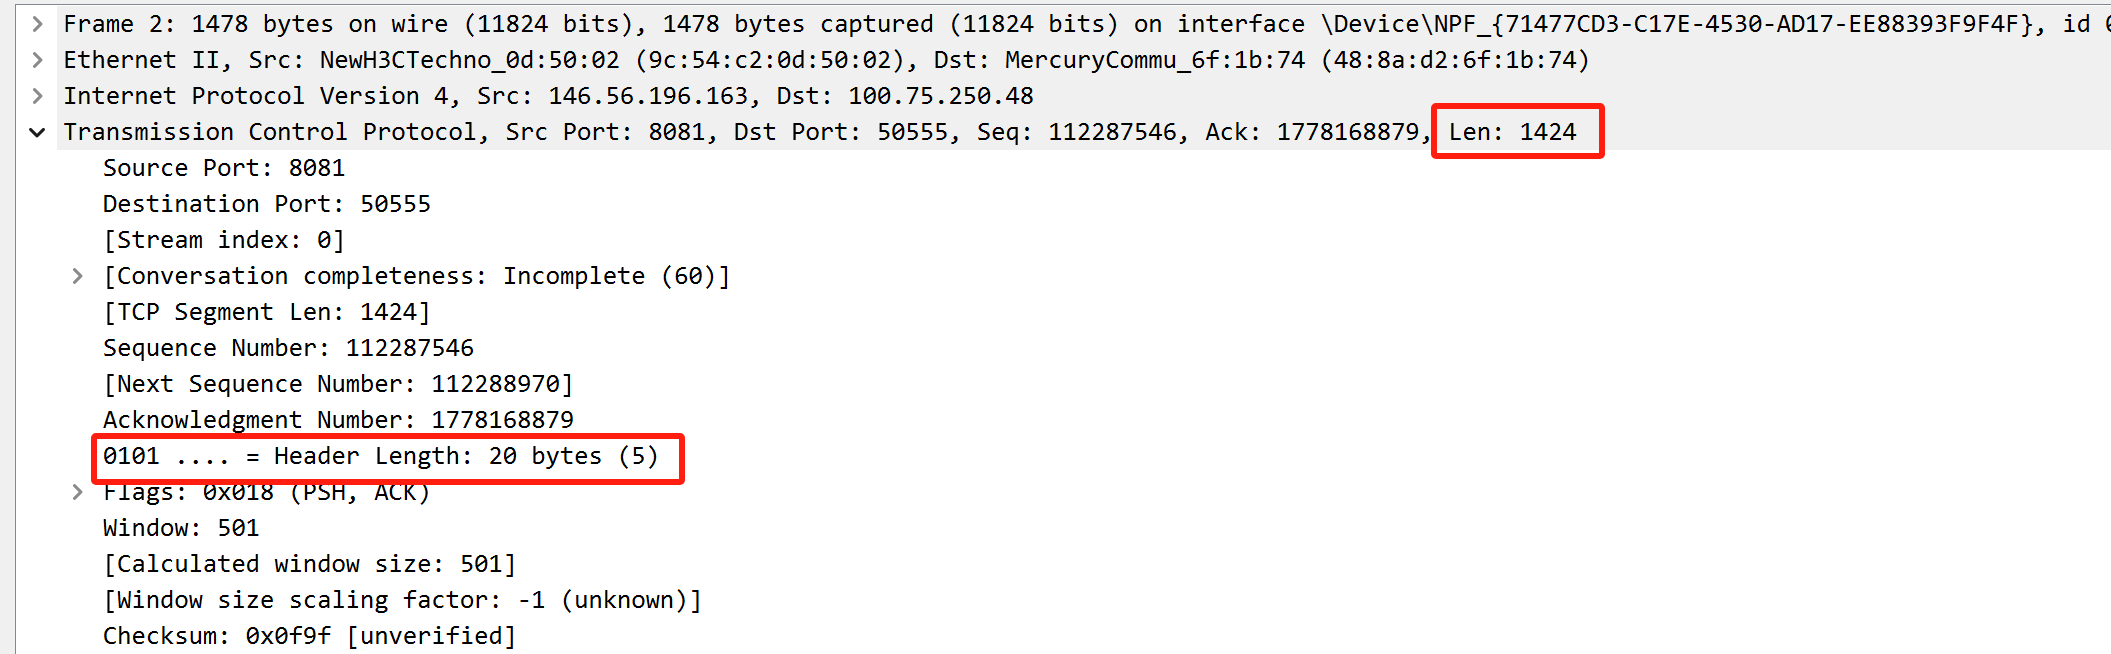 Frame 2: 1478 bytes on wire (11824 bits), 1478 bytes captured (11824 bits) on interface \Device\NPF_{71477CD3-C17E-4530-AD17-EE88393F9F4F}, id
Ethernet II, Src: NewH3CTechno_0d:50:02 (9c:54:c2:0d:50:02), Dst: MercuryCommu_6f:1b:74 (48:8a:d2:6f:1b:74)
Internet Protocol Version 4, Src: 146.56.196.163, Dst: 100.75.250.48
Transmission Control Protocol, Src Port: 8081, Dst Port: 50555, Seq: 112287546, Ack: 1778168879, Len: 1424
Source Port: 8081
Destination Port: 50555
[Stream index: 0]
[Conversation completeness: Incomplete (60)]
[TCP Segment Len: 1424]
Sequence Number: 112287546
[Next Sequence Number: 112288970]
Acknowledgment Number: 1778168879
0101 .... = Header Length: 20 bytes (5)
Flags: 0x018 (PSH, ACK)
Window: 501
[Calculated window size: 501]
[Window size scaling factor: -1 (unknown)]
Checksum: 0x0f9f [unverified]